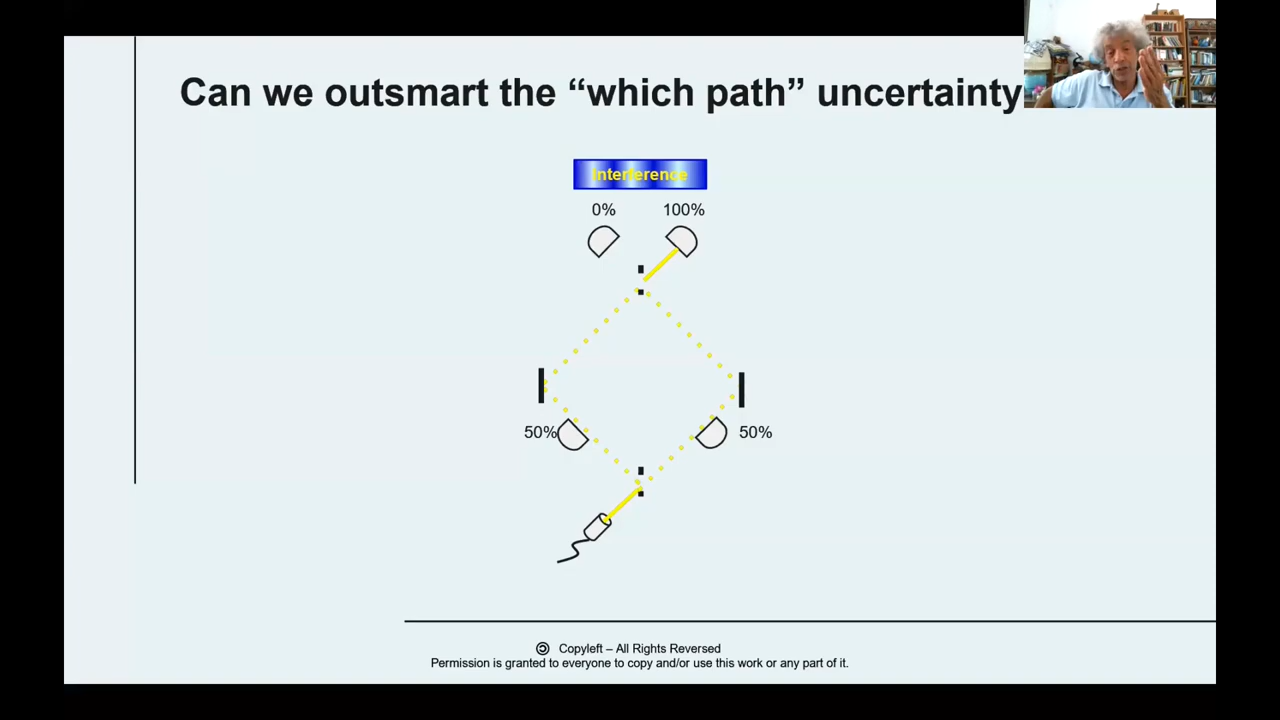 Can we outsmart the “which path” uncertainty
Interference
0% 100%
50% 50%
Copyleft – All Rights Reversed
Permission is granted to everyone to copy and/or use this work or any part of it.